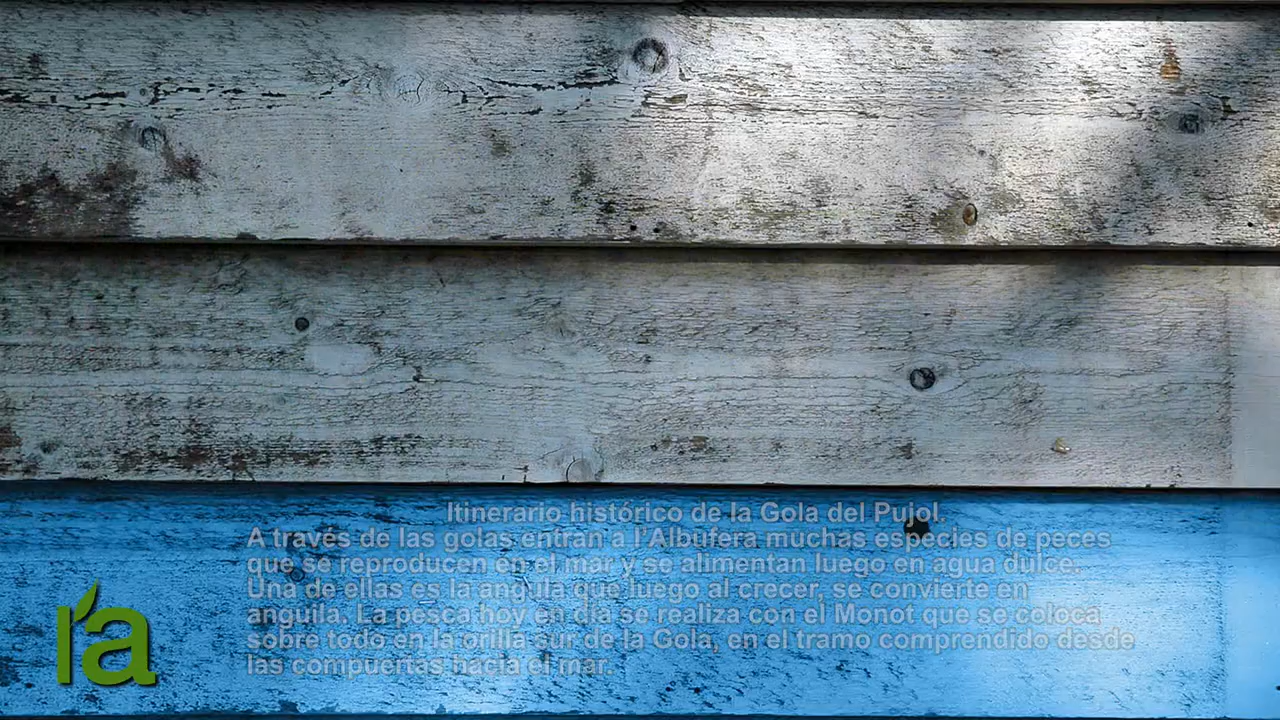 Itinerario histórico de la Gola del Pujol.
A través de las golas entran a l'Albufera muchas especies de peces
que se reproducen en el mar y se alimentan luego en agua dulce.
Una de ellas es la angula que luego al crecer, se convierte en
anguila. La pesca hoy en día se realiza con el Monot que se coloca
sobre todo en la orilla sur de la Gola, en el tramo comprendido desde
las compuertas hacia el mar.
l'a